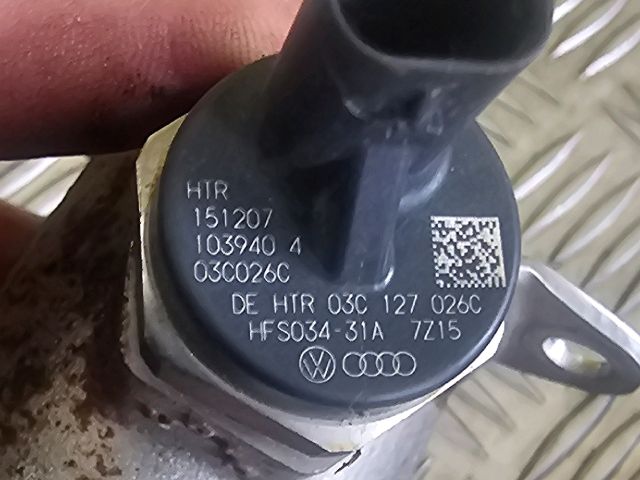 HTR
151207
103940 4
03C026C
DE HTR 03C 127 026C
HFS034-31A 7Z15